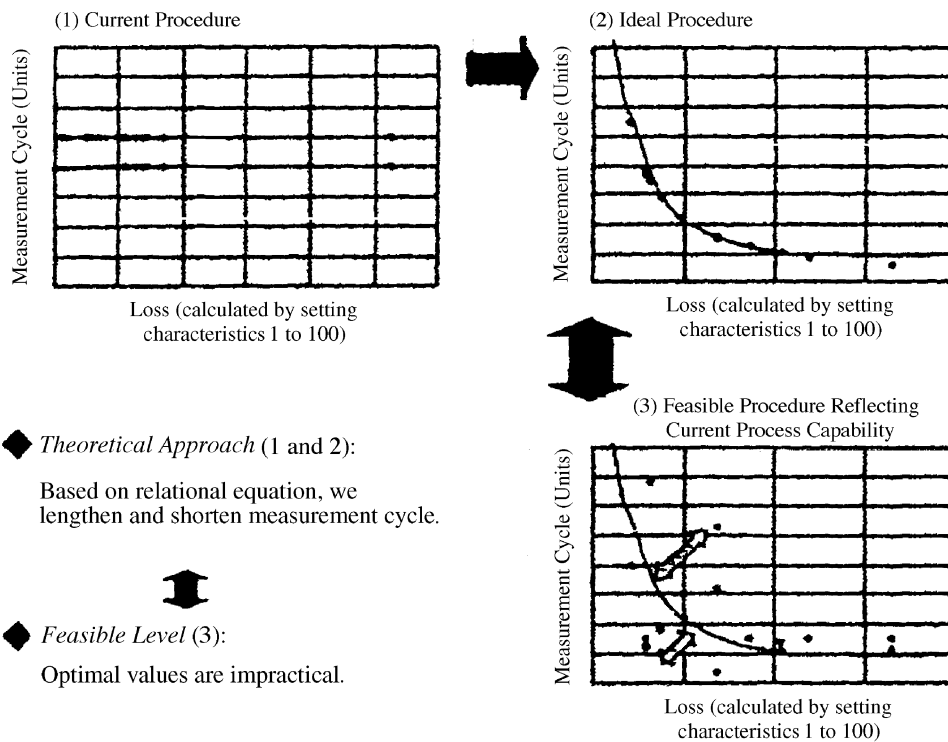 (1) Current Procedure
Measurement Cycle (Units)
Loss (calculated by setting
characteristics 1 to 100)
(2) Ideal Procedure
Measurement Cycle (Units)
Loss (calculated by setting
characteristics 1 to 100)
◆ Theoretical Approach (1 and 2):
Based on relational equation, we
lengthen and shorten measurement cycle.
◆ Feasible Level (3):
Optimal values are impractical.
(3) Feasible Procedure Reflecting
Current Process Capability
Measurement Cycle (Units)
Loss (calculated by setting
characteristics 1 to 100)